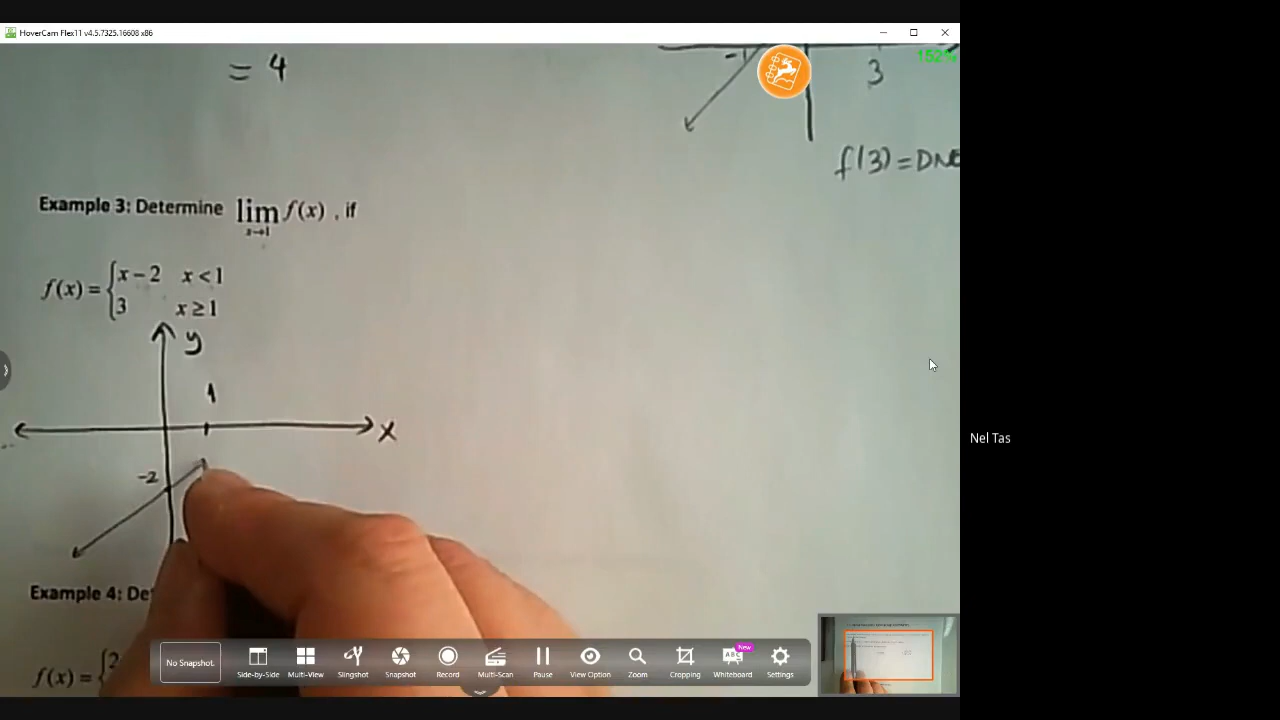 HoverCam Flex11 v4.5.7325.16608 x86
152%
= 4
-1
3
f(3) = DNE
Example 3: Determine lim f(x) , if
x→1
f(x) = { x − 2 x < 1
3 x ≥ 1
y
1
x
-2
Example 4: De
f(x) = { 2
Nel Tas
No Snapshot.
Side-by-Side Multi-View Slingshot Snapshot Record Multi-Scan Pause View Option Zoom Cropping Whiteboard Settings
New
ABC